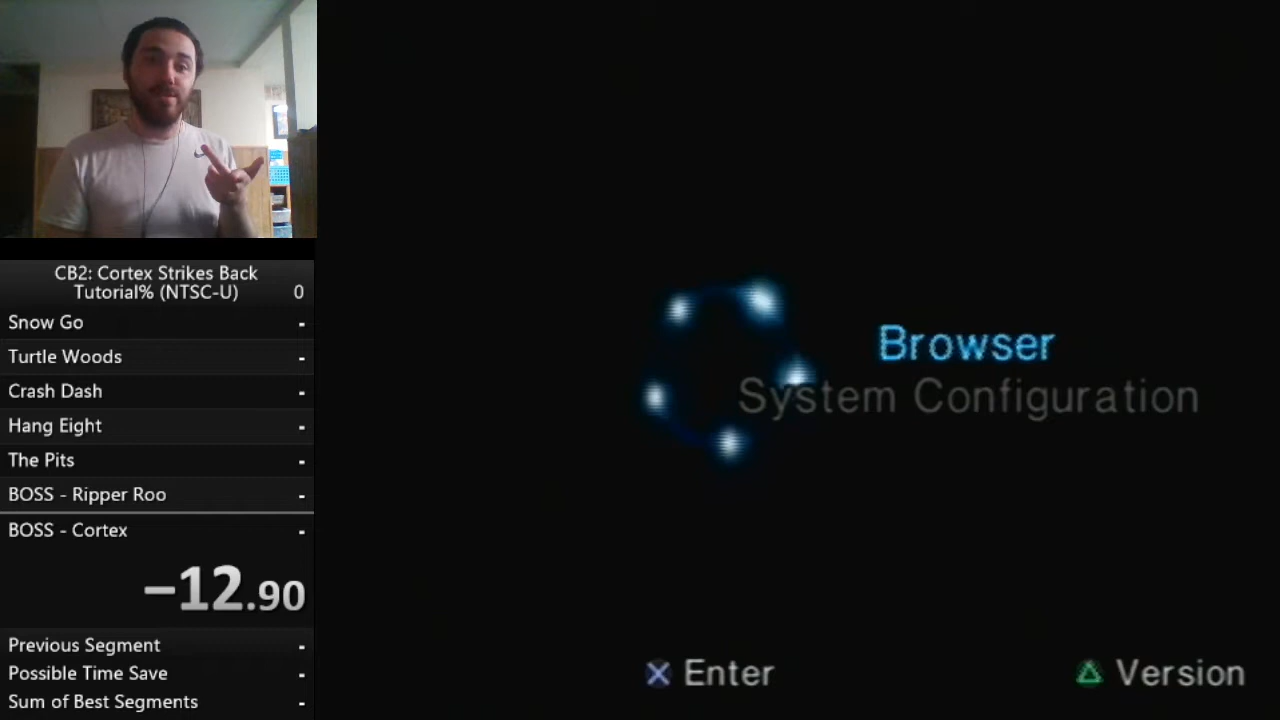 CB2: Cortex Strikes Back
Tutorial% (NTSC-U) 0
Snow Go -
Turtle Woods -
Crash Dash -
Hang Eight -
The Pits -
BOSS - Ripper Roo -
BOSS - Cortex -
-12.90
Previous Segment -
Possible Time Save -
Sum of Best Segments -
Browser
System Configuration
Enter
Version